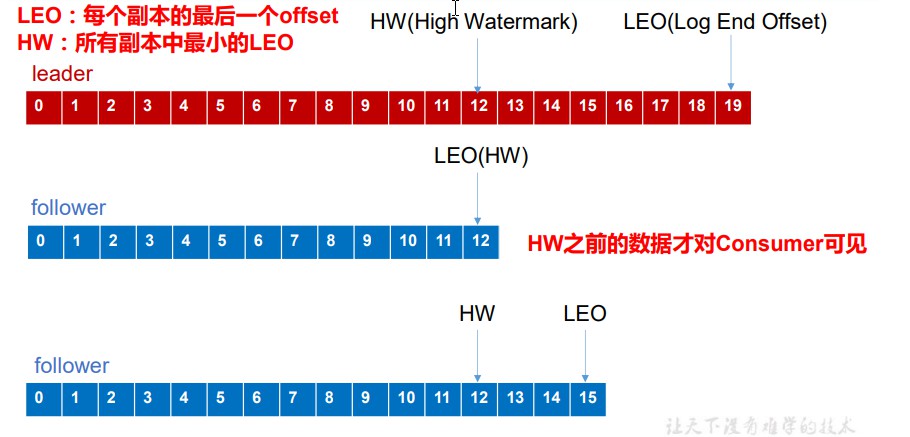 LEO：每个副本的最后一个offset
HW：所有副本中最小的LEO
HW(High Watermark)
LEO(Log End Offset)
leader
0 1 2 3 4 5 6 7 8 9 10 11 12 13 14 15 16 17 18 19
LEO(HW)
follower
0 1 2 3 4 5 6 7 8 9 10 11 12
HW之前的数据才对Consumer可见
HW
LEO
follower
0 1 2 3 4 5 6 7 8 9 10 11 12 13 14 15
让天下没有难学的技术